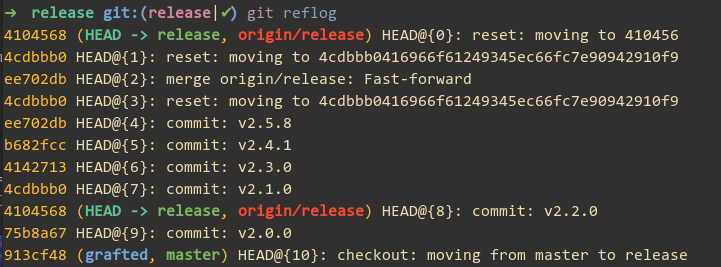 ➜ release git:(release|✔) git reflog
4104568 (HEAD -> release, origin/release) HEAD@{0}: reset: moving to 410456
4cdbbb0 HEAD@{1}: reset: moving to 4cdbbb0416966f61249345ec66fc7e90942910f9
ee702db HEAD@{2}: merge origin/release: Fast-forward
4cdbbb0 HEAD@{3}: reset: moving to 4cdbbb0416966f61249345ec66fc7e90942910f9
ee702db HEAD@{4}: commit: v2.5.8
b682fcc HEAD@{5}: commit: v2.4.1
4142713 HEAD@{6}: commit: v2.3.0
4cdbbb0 HEAD@{7}: commit: v2.1.0
4104568 (HEAD -> release, origin/release) HEAD@{8}: commit: v2.2.0
75b8a67 HEAD@{9}: commit: v2.0.0
913cf48 (grafted, master) HEAD@{10}: checkout: moving from master to release